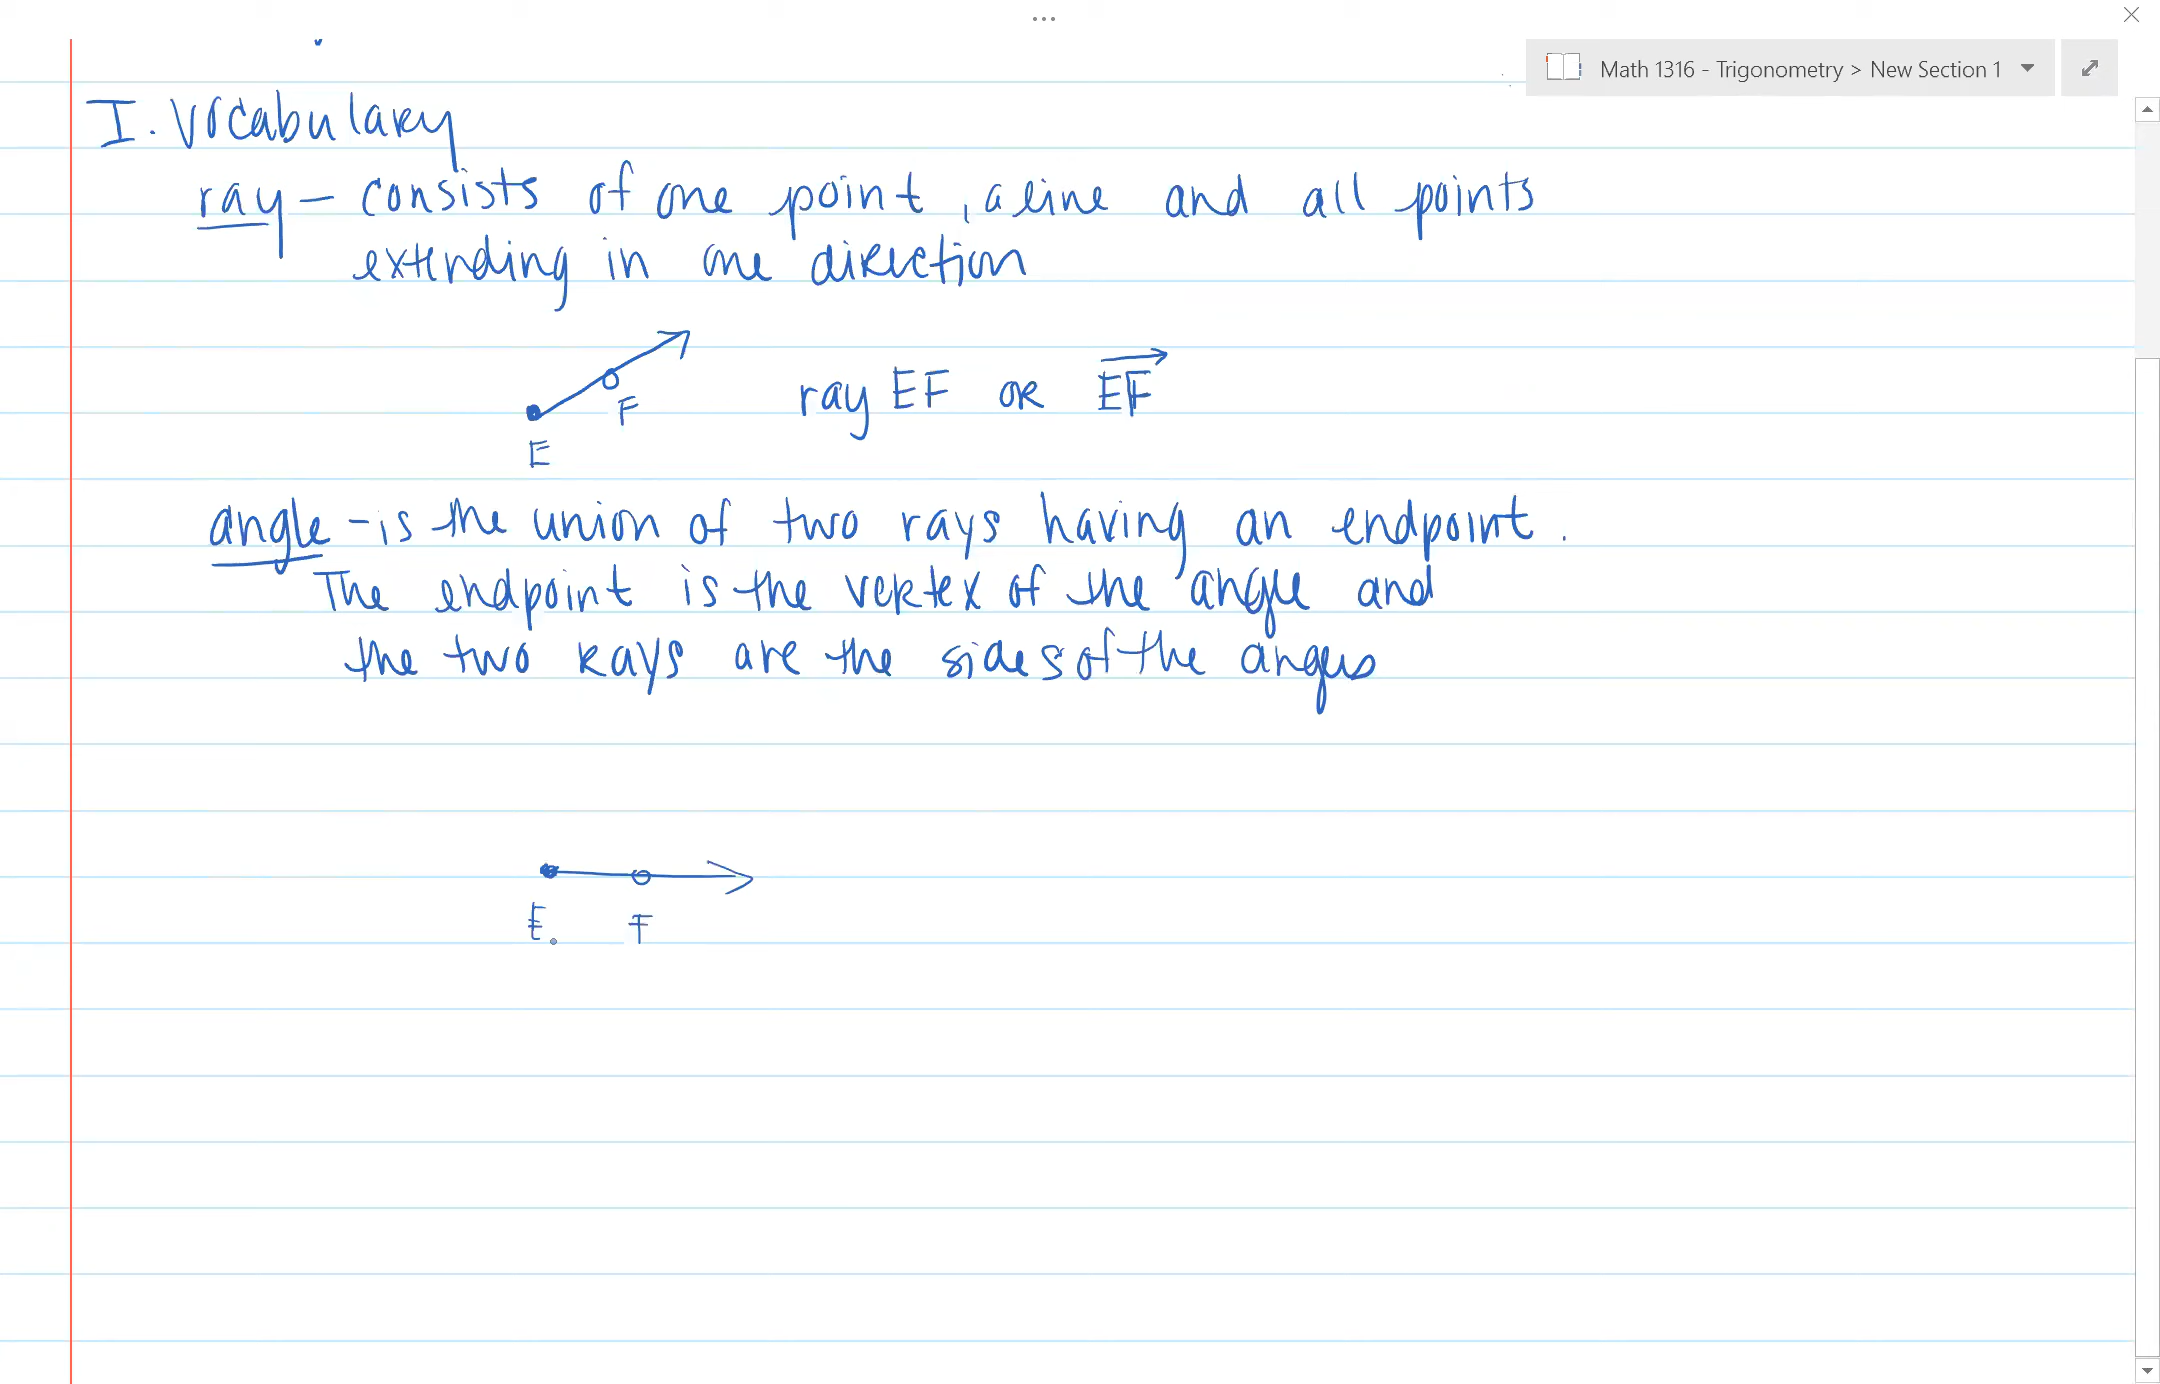 Math 1316 - Trigonometry > New Section 1
I. Vocabulary
ray – consists of one point, a line and all points
extending in one direction
E F ray EF or EF
angle - is the union of two rays having an endpoint.
The endpoint is the vertex of the angle and
the two rays are the sides of the angles
E. F